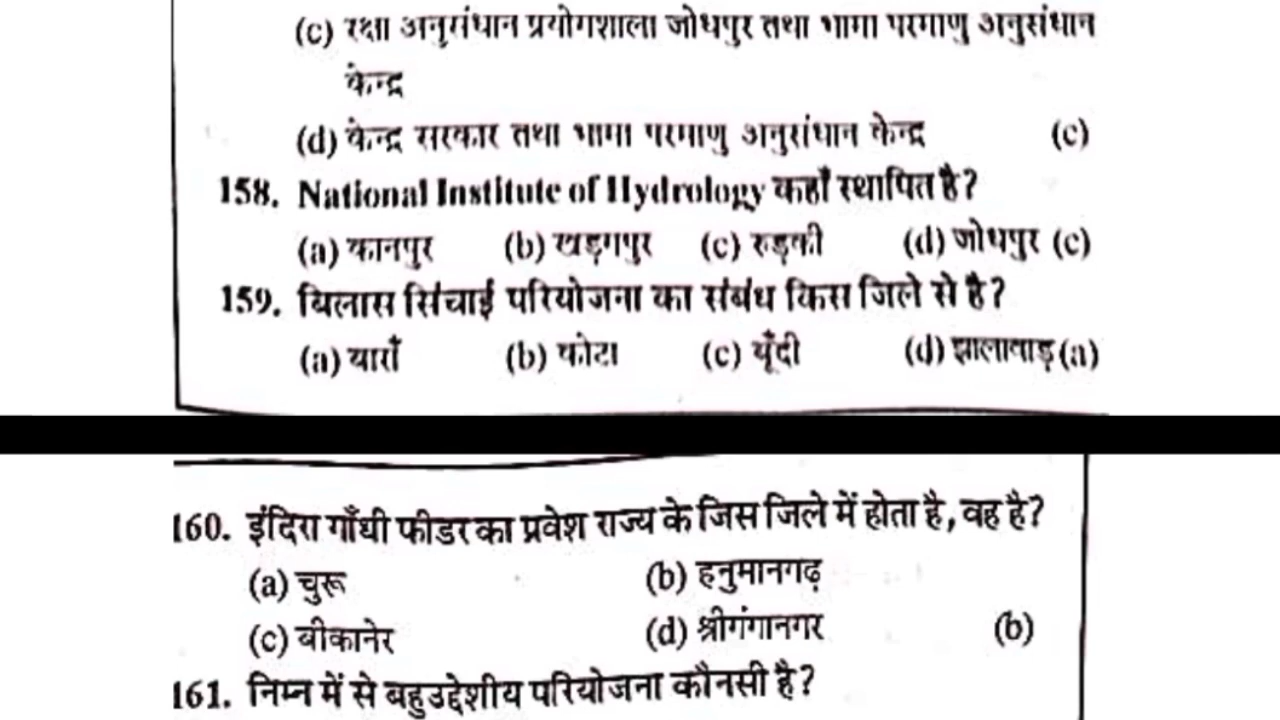 (c) रक्षा अनुसंधान प्रयोगशाला जोधपुर तथा भाभा परमाणु अनुसंधान
केन्द्र
(d) केन्द्र सरकार तथा भाभा परमाणु अनुसंधान केन्द्र (c)
158. National Institute of Hydrology कहाँ स्थापित है?
(a) कानपुर (b) खड़गपुर (c) रुड़की (d) जोधपुर (c)
159. बिलास सिंचाई परियोजना का संबंध किस जिले से है?
(a) बाराँ (b) कोटा (c) बूँदी (d) झालावाड़ (a)
160. इंदिरा गाँधी फीडर का प्रवेश राज्य के जिस जिले में होता है, वह है?
(a) चुरू (b) हनुमानगढ़
(c) बीकानेर (d) श्रीगंगानगर (b)
161. निम्न में से बहुउद्देशीय परियोजना कौनसी है?